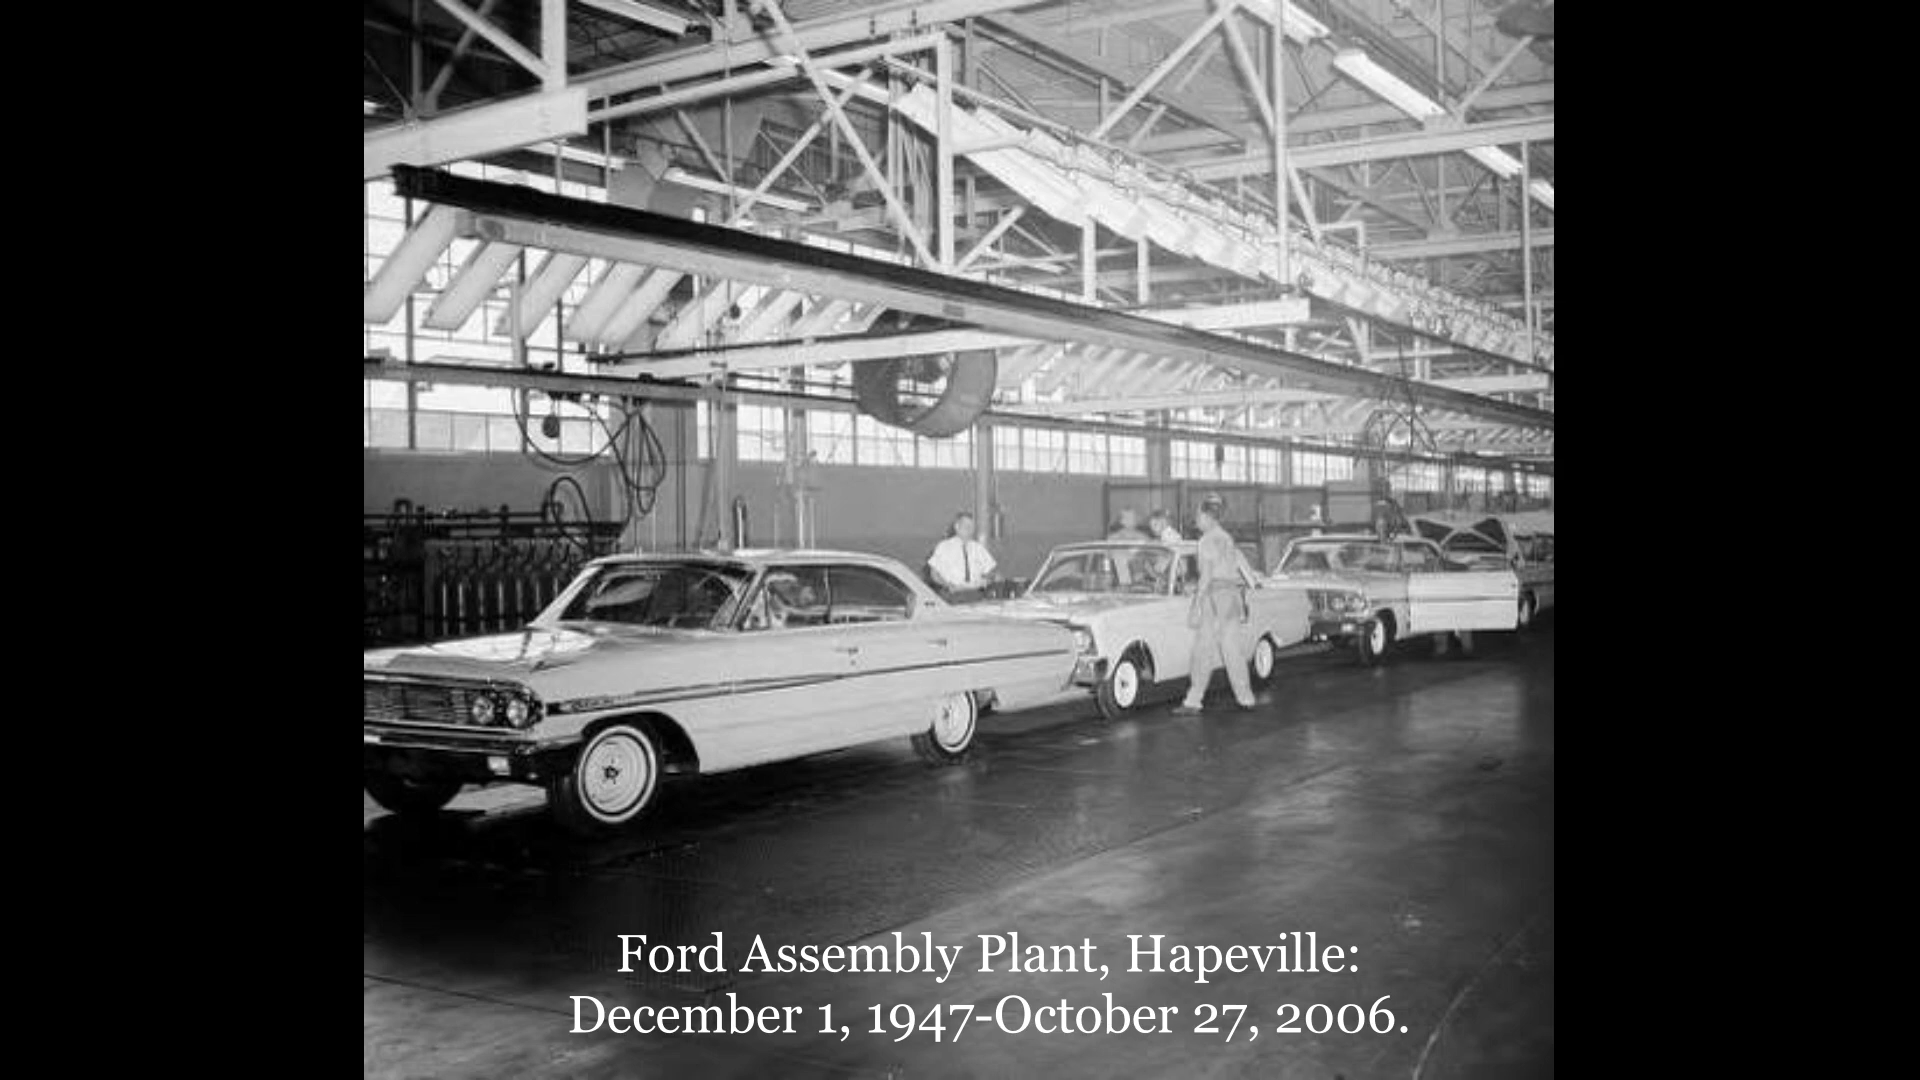 Ford Assembly Plant, Hapeville:
December 1, 1947-October 27, 2006.